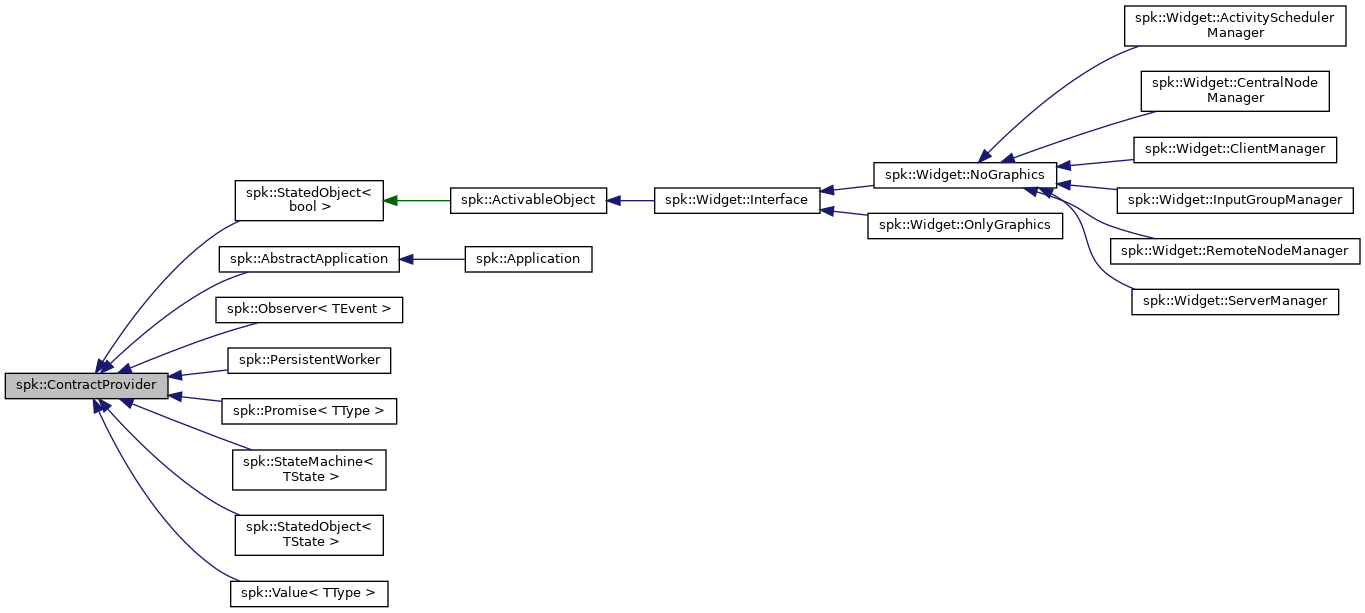 spk::Widget::ActivityScheduler
Manager
spk::Widget::CentralNode
Manager
spk::Widget::ClientManager
spk::Widget::NoGraphics
spk::StatedObject<
bool >
spk::ActivableObject
spk::Widget::Interface
spk::Widget::InputGroupManager
spk::Widget::OnlyGraphics
spk::Widget::RemoteNodeManager
spk::AbstractApplication
spk::Application
spk::Widget::ServerManager
spk::Observer< TEvent >
spk::PersistentWorker
spk::ContractProvider
spk::Promise< TType >
spk::StateMachine<
TState >
spk::StatedObject<
TState >
spk::Value< TType >